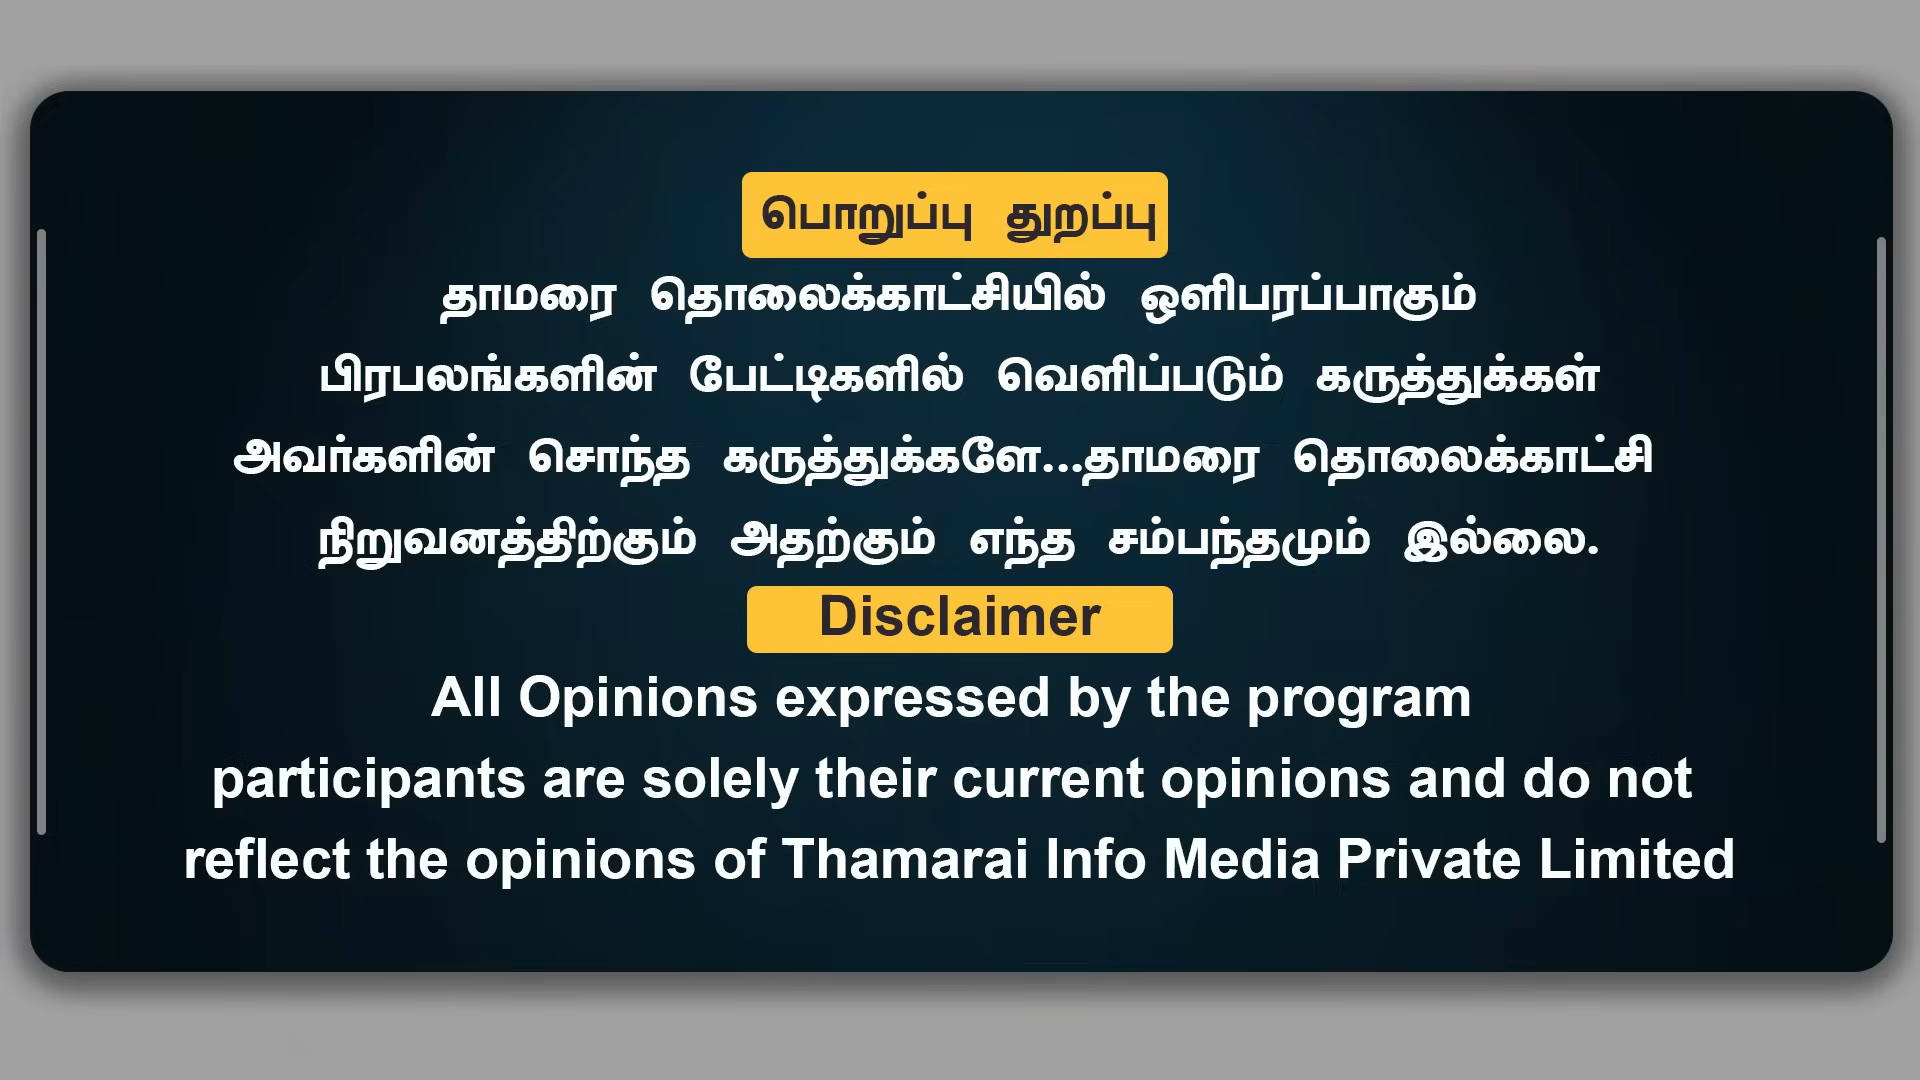 பொறுப்பு துறப்பு
தாமரை தொலைக்காட்சியில் ஒளிபரப்பாகும்
பிரபலங்களின் பேட்டிகளில் வெளிப்படும் கருத்துக்கள்
அவர்களின் சொந்த கருத்துக்களே...தாமரை தொலைக்காட்சி
நிறுவனத்திற்கும் அதற்கும் எந்த சம்பந்தமும் இல்லை.
Disclaimer
All Opinions expressed by the program
participants are solely their current opinions and do not
reflect the opinions of Thamarai Info Media Private Limited